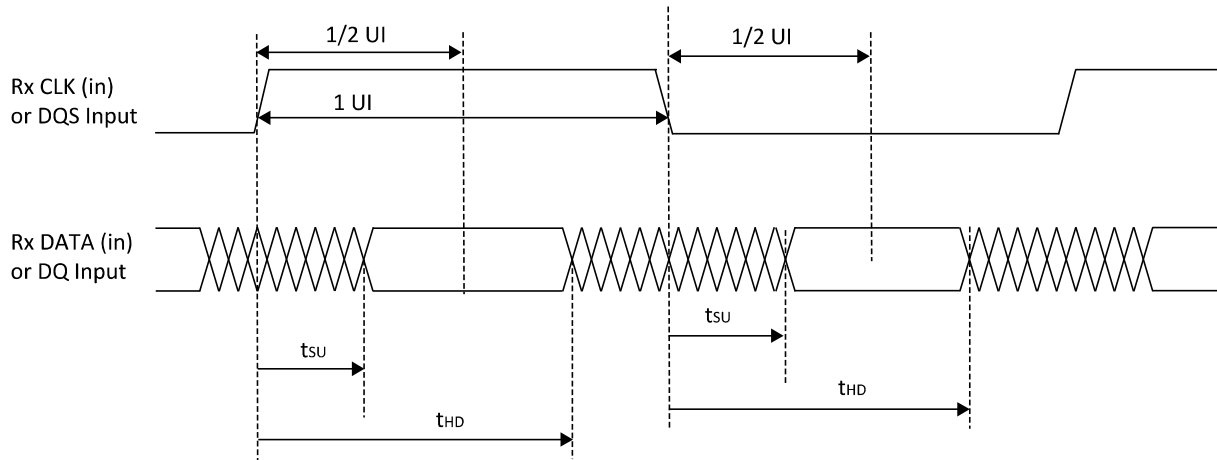 1/2 UI
1/2 UI
Rx CLK (in)
or DQS Input
1 UI
Rx DATA (in)
or DQ Input
tSU
tSU
tHD
tHD